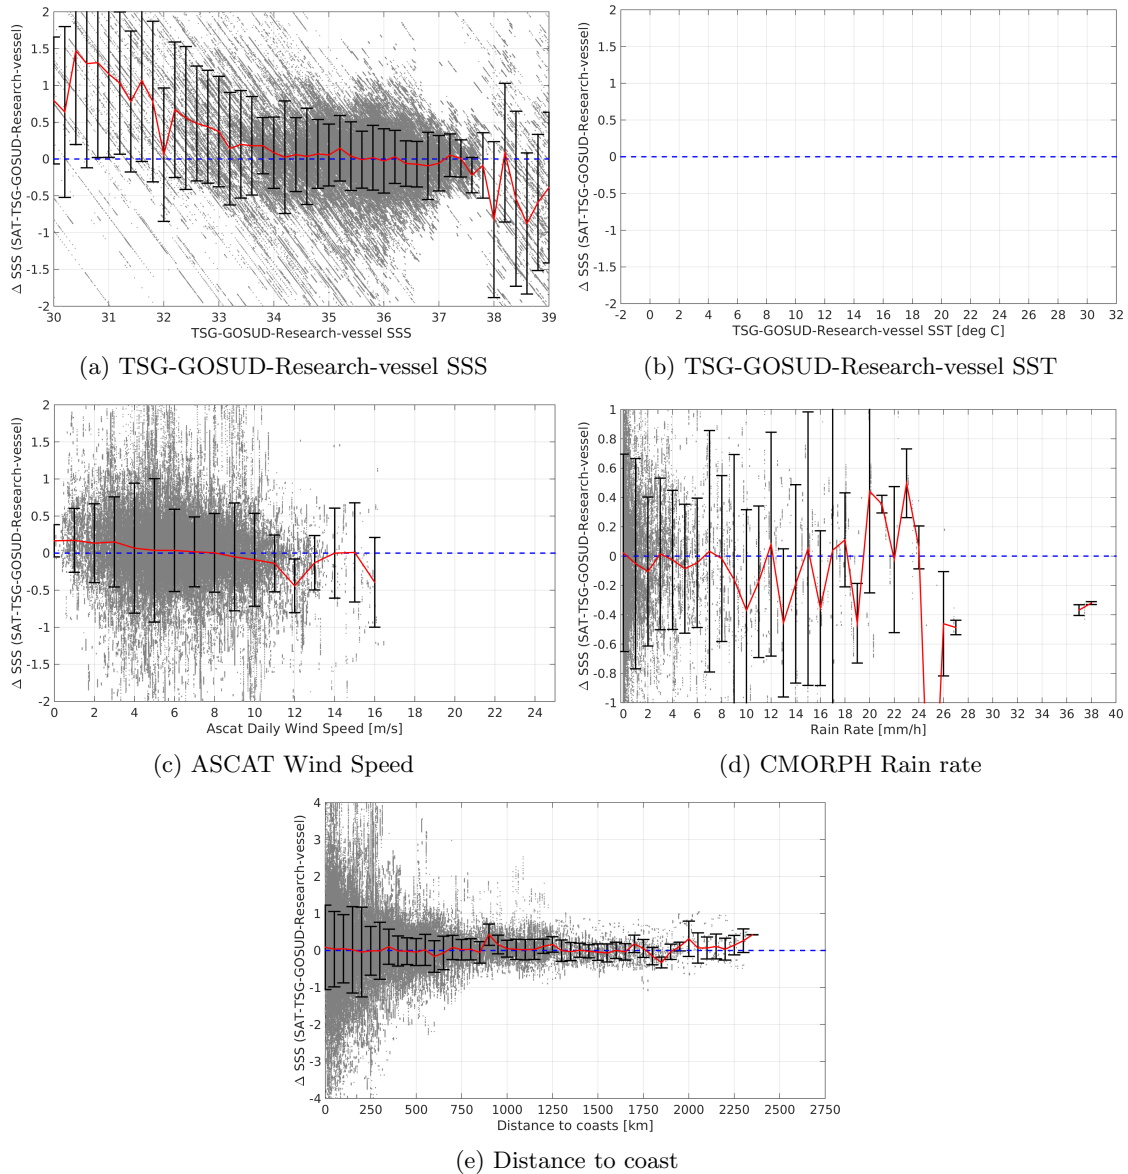 Δ SSS (SAT-TSG-GOSUD-Research-vessel)
2
1.5
1
0.5
0
-0.5
-1
-1.5
-2
30 31 32 33 34 35 36 37 38 39
TSG-GOSUD-Research-vessel SSS
(a) TSG-GOSUD-Research-vessel SSS
Δ SSS (SAT-TSG-GOSUD-Research-vessel)
2
1.5
1
0.5
0
-0.5
-1
-1.5
-2
-2 0 2 4 6 8 10 12 14 16 18 20 22 24 26 28 30 32
TSG-GOSUD-Research-vessel SST [deg C]
(b) TSG-GOSUD-Research-vessel SST
Δ SSS (SAT-TSG-GOSUD-Research-vessel)
2
1.5
1
0.5
0
-0.5
-1
-1.5
-2
0 2 4 6 8 10 12 14 16 18 20 22 24
Ascat Daily Wind Speed [m/s]
(c) ASCAT Wind Speed
Δ SSS (SAT-TSG-GOSUD-Research-vessel)
1
0.8
0.6
0.4
0.2
0
-0.2
-0.4
-0.6
-0.8
-1
0 2 4 6 8 10 12 14 16 18 20 22 24 26 28 30 32 34 36 38 40
Rain Rate [mm/h]
(d) CMORPH Rain rate
Δ SSS (SAT-TSG-GOSUD-Research-vessel)
4
3
2
1
0
-1
-2
-3
-4
0 250 500 750 1000 1250 1500 1750 2000 2250 2500 2750
Distance to coasts [km]
(e) Distance to coast